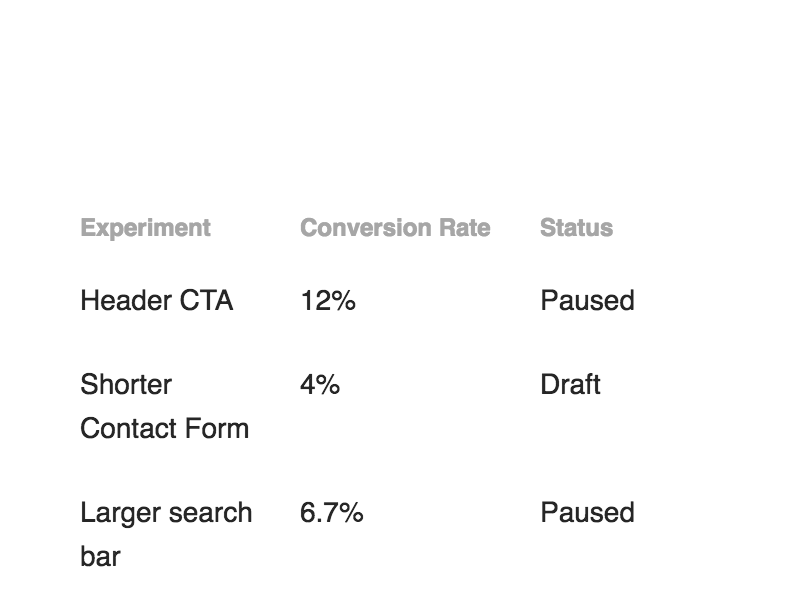 Experiment Conversion Rate Status
Header CTA 12% Paused
Shorter 4% Draft
Contact Form
Larger search 6.7% Paused
bar